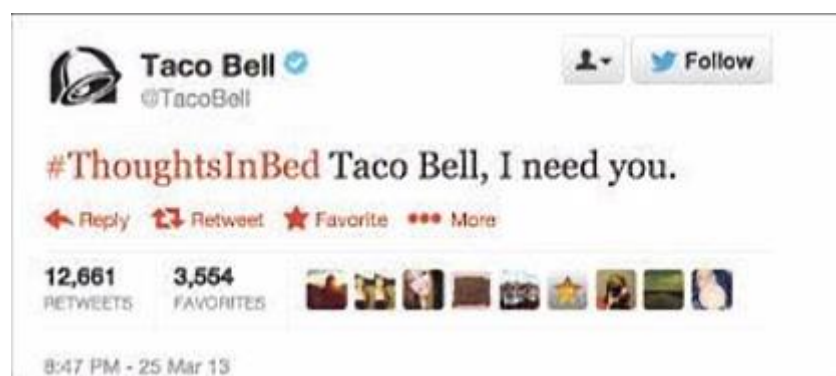 Taco Bell
@TacoBell
Follow
#ThoughtsInBed Taco Bell, I need you.
Reply Retweet Favorite More
12,661 3,554
RETWEETS FAVORITES
8:47 PM - 25 Mar 13